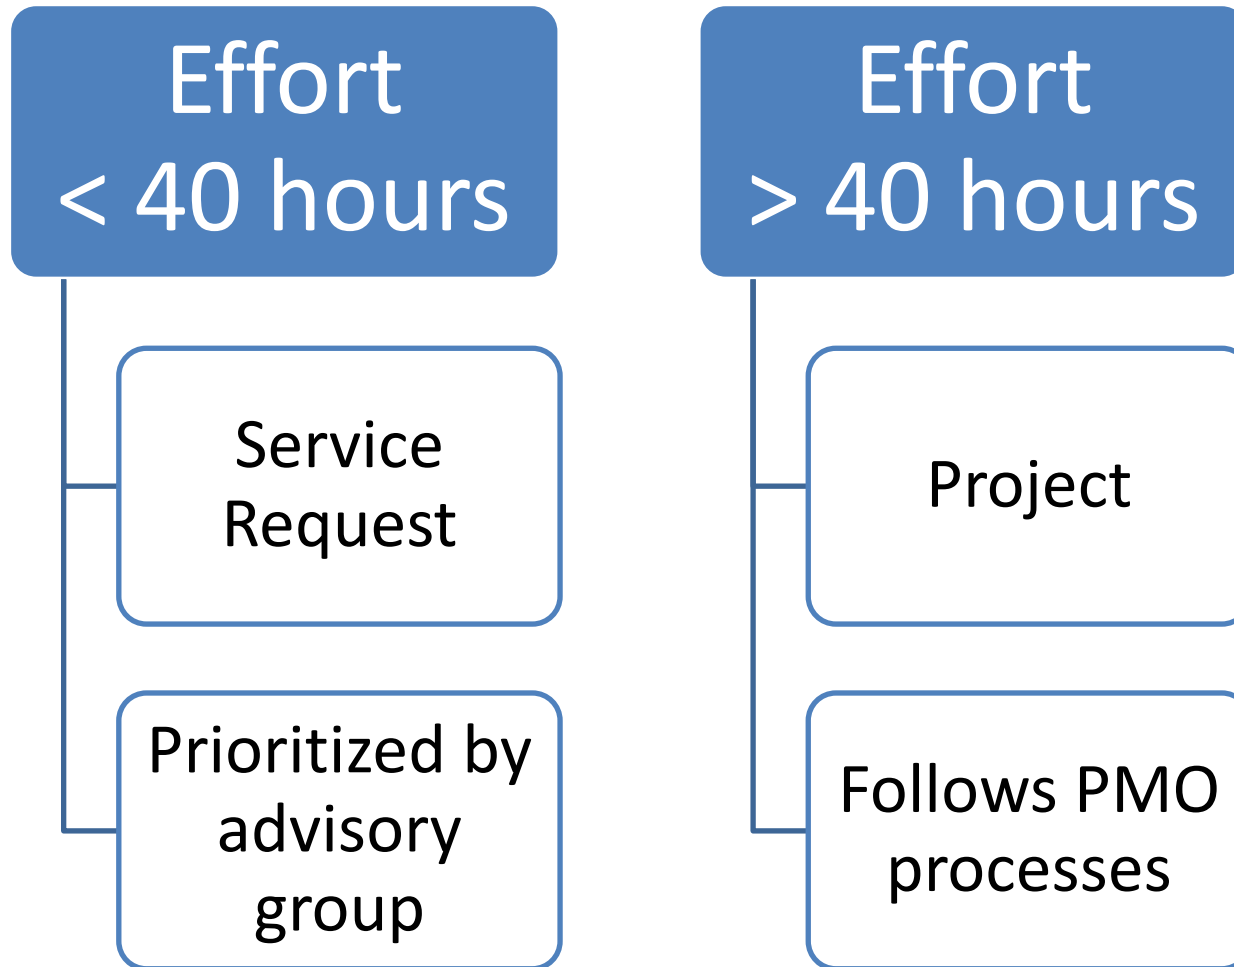 Effort
< 40 hours
Service
Request
Prioritized by
advisory
group
Effort
> 40 hours
Project
Follows PMO
processes